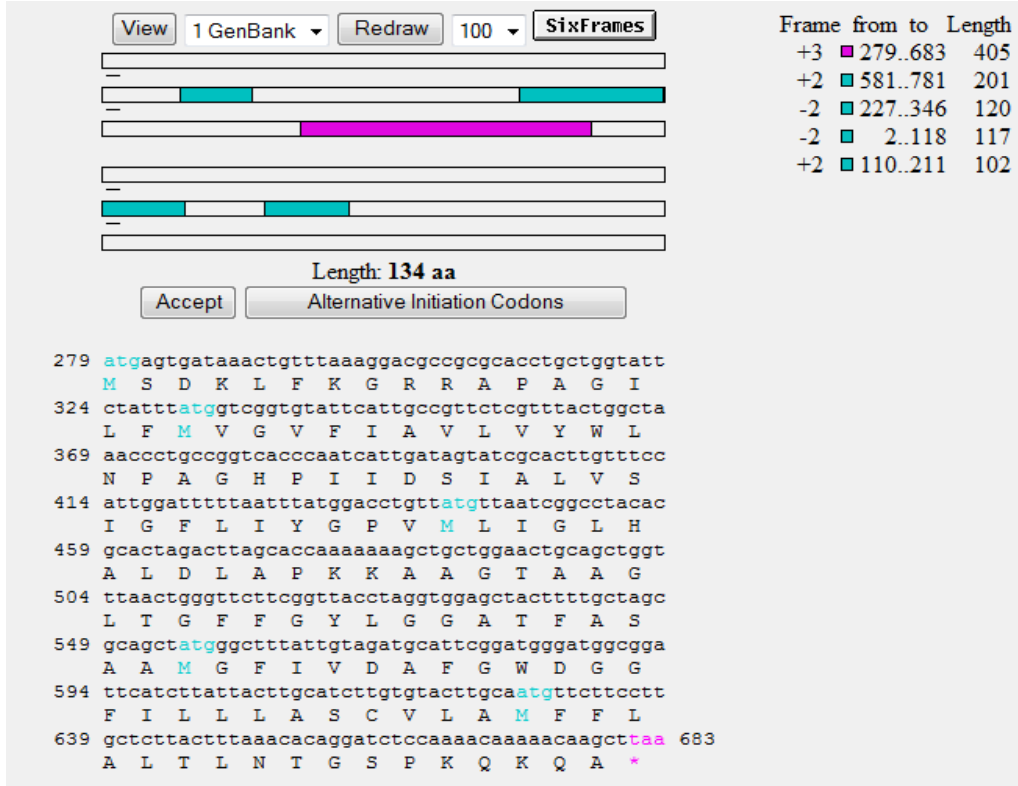 View 1 GenBank Redraw 100 SixFrames
Frame from to Length
+3 279..683 405
+2 581..781 201
-2 227..346 120
-2 2..118 117
+2 110..211 102
Length: 134 aa
Accept Alternative Initiation Codons
279 atgagtgataaactgtttaaaggacgccgcgcacctgctggtatt
M S D K L F K G R R A P A G I
324 ctatttatggtcggtgtattcattgccgttctcgtttactggcta
L F M V G V F I A V L V Y W L
369 aaccctgccggtcacccaatcattgatagtatcgcacttgtttcc
N P A G H P I I D S I A L V S
414 attggatttttaatttatggacctgttatgttaatcggcctacac
I G F L I Y G P V M L I G L H
459 gcactagacttagcaccaaaaaaagctgctggaactgcagctggt
A L D L A P K K A A G T A A G
504 ttaactgggttcttcggttacctaggtggagctacttttgctagc
L T G F F G Y L G G A T F A S
549 gcagctatgggctttattgtagatgcattcggatgggatggcgga
A A M G F I V D A F G W D G G
594 ttcatcttattacttgcatcttgtgtacttgcaatgttcttcctt
F I L L L A S C V L A M F F L
639 gctcttactttaaacacaggatctccaaaacaaaaacaagcttaa 683
A L T L N T G S P K Q K Q A *